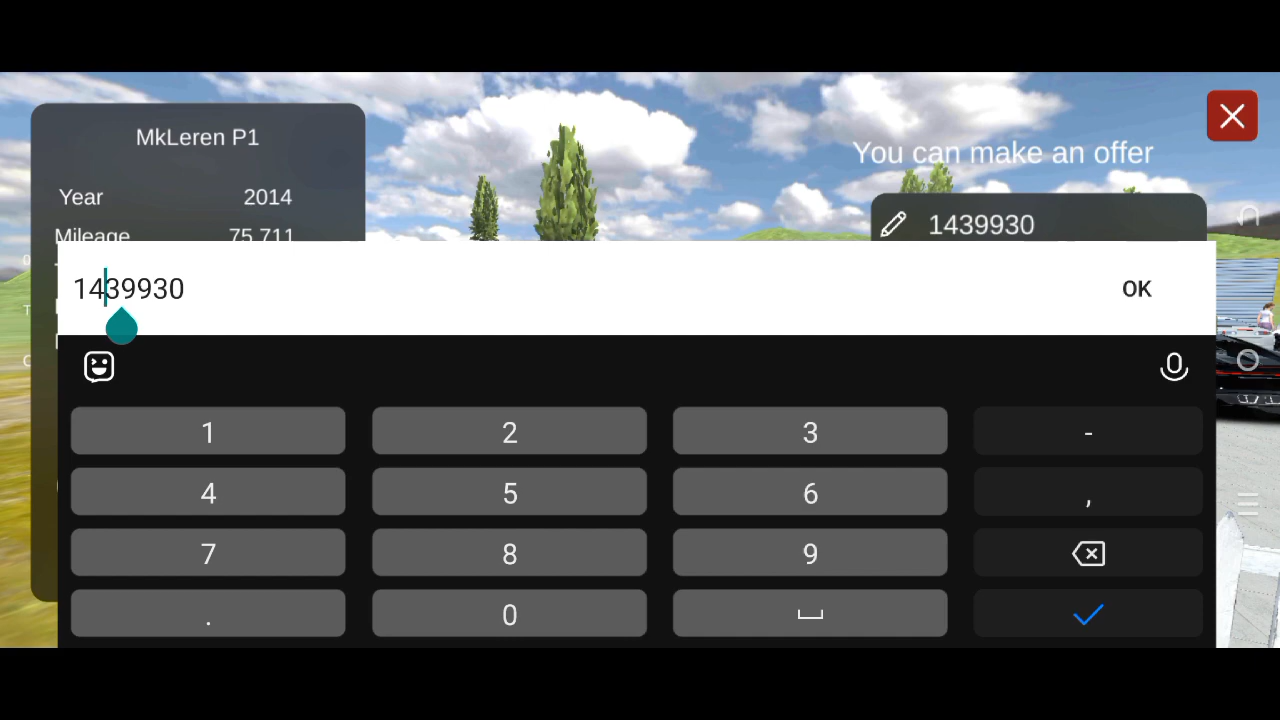 MkLeren P1
You can make an offer
Year 2014
1439930
Mileage 75 711
1439930
OK
1 2 3 -
4 5 6 ,
7 8 9
. 0